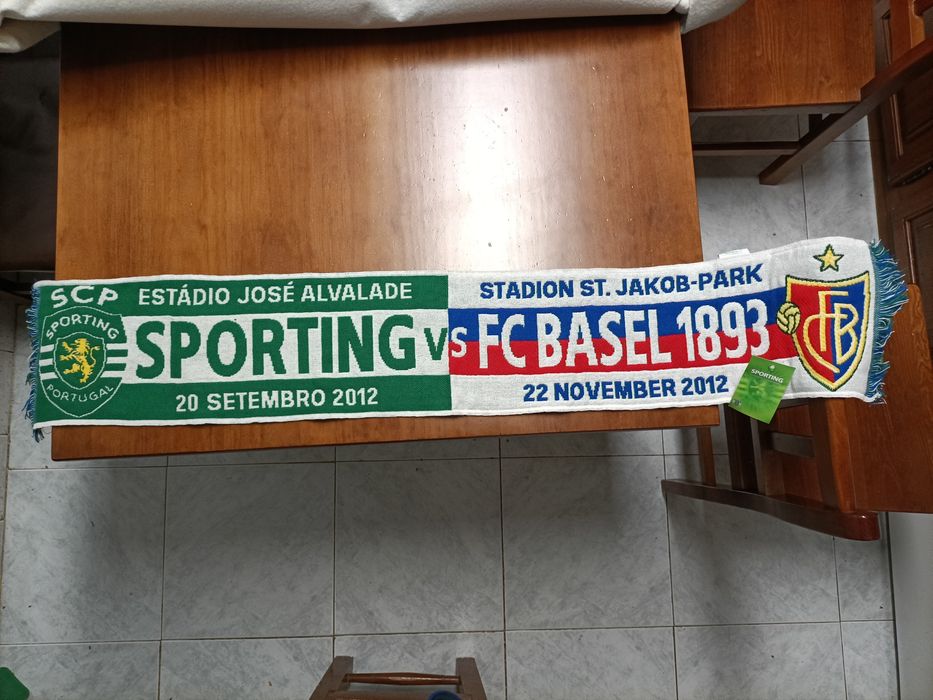 SCP
SPORTING
PORTUGAL
ESTÁDIO JOSÉ ALVALADE
SPORTING VS FC BASEL 1893
20 SETEMBRO 2012
STADION ST. JAKOB-PARK
22 NOVEMBER 2012
FCB
SPORTING